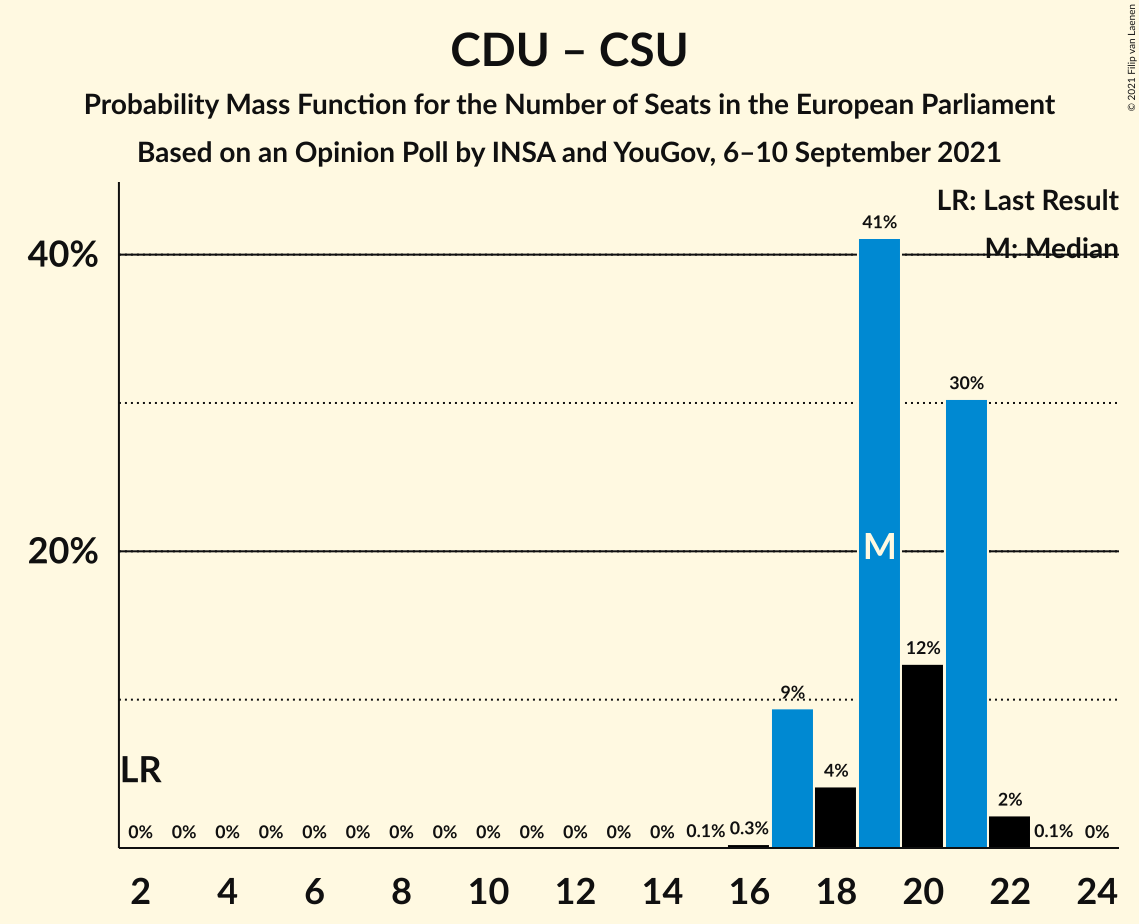 CDU – CSU
Probability Mass Function for the Number of Seats in the European Parliament
Based on an Opinion Poll by INSA and YouGov, 6–10 September 2021
© 2021 Filip van Laenen
LR: Last Result
M: Median
41%
40%
30%
20%
M
12%
9%
LR
4%
2%
0% 0% 0% 0% 0% 0% 0% 0% 0% 0% 0% 0% 0% 0.1% 0.3% 0.1% 0%
2 4 6 8 10 12 14 16 18 20 22 24